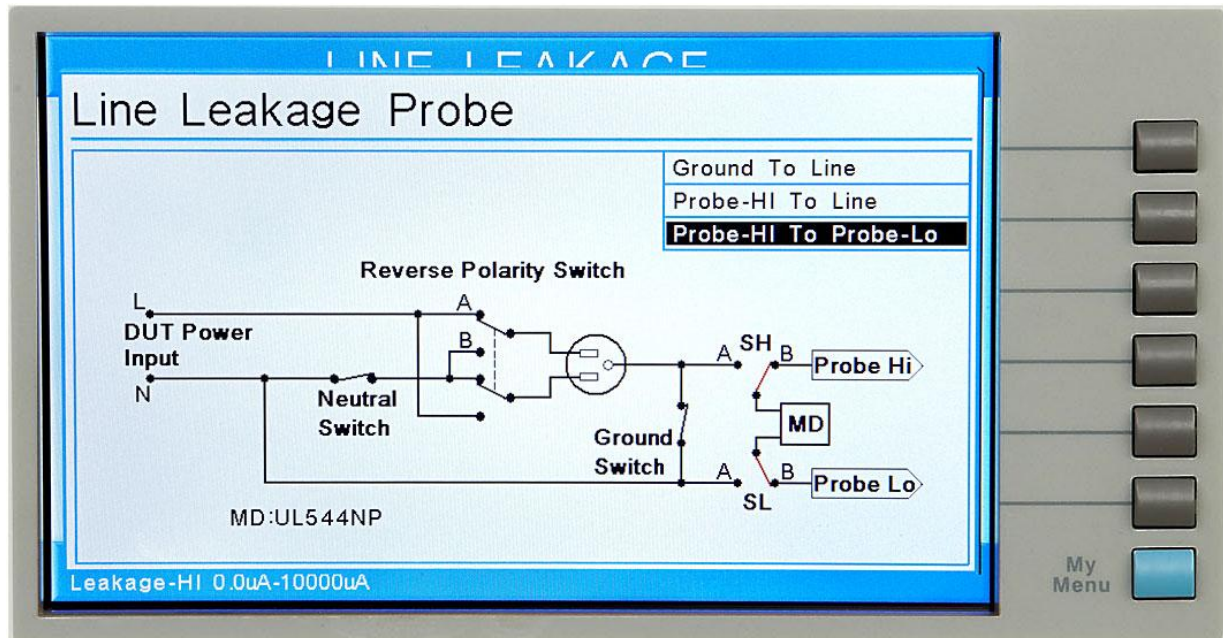 LINE LEAKAGE
Line Leakage Probe
Ground To Line
Probe-HI To Line
Probe-HI To Probe-Lo
Reverse Polarity Switch
L
DUT Power
Input
N
Neutral
Switch
A
B
Ground
Switch
A
SH
B
Probe Hi
MD
A
SL
B
Probe Lo
MD:UL544NP
Leakage-HI 0.0uA-10000uA
My
Menu